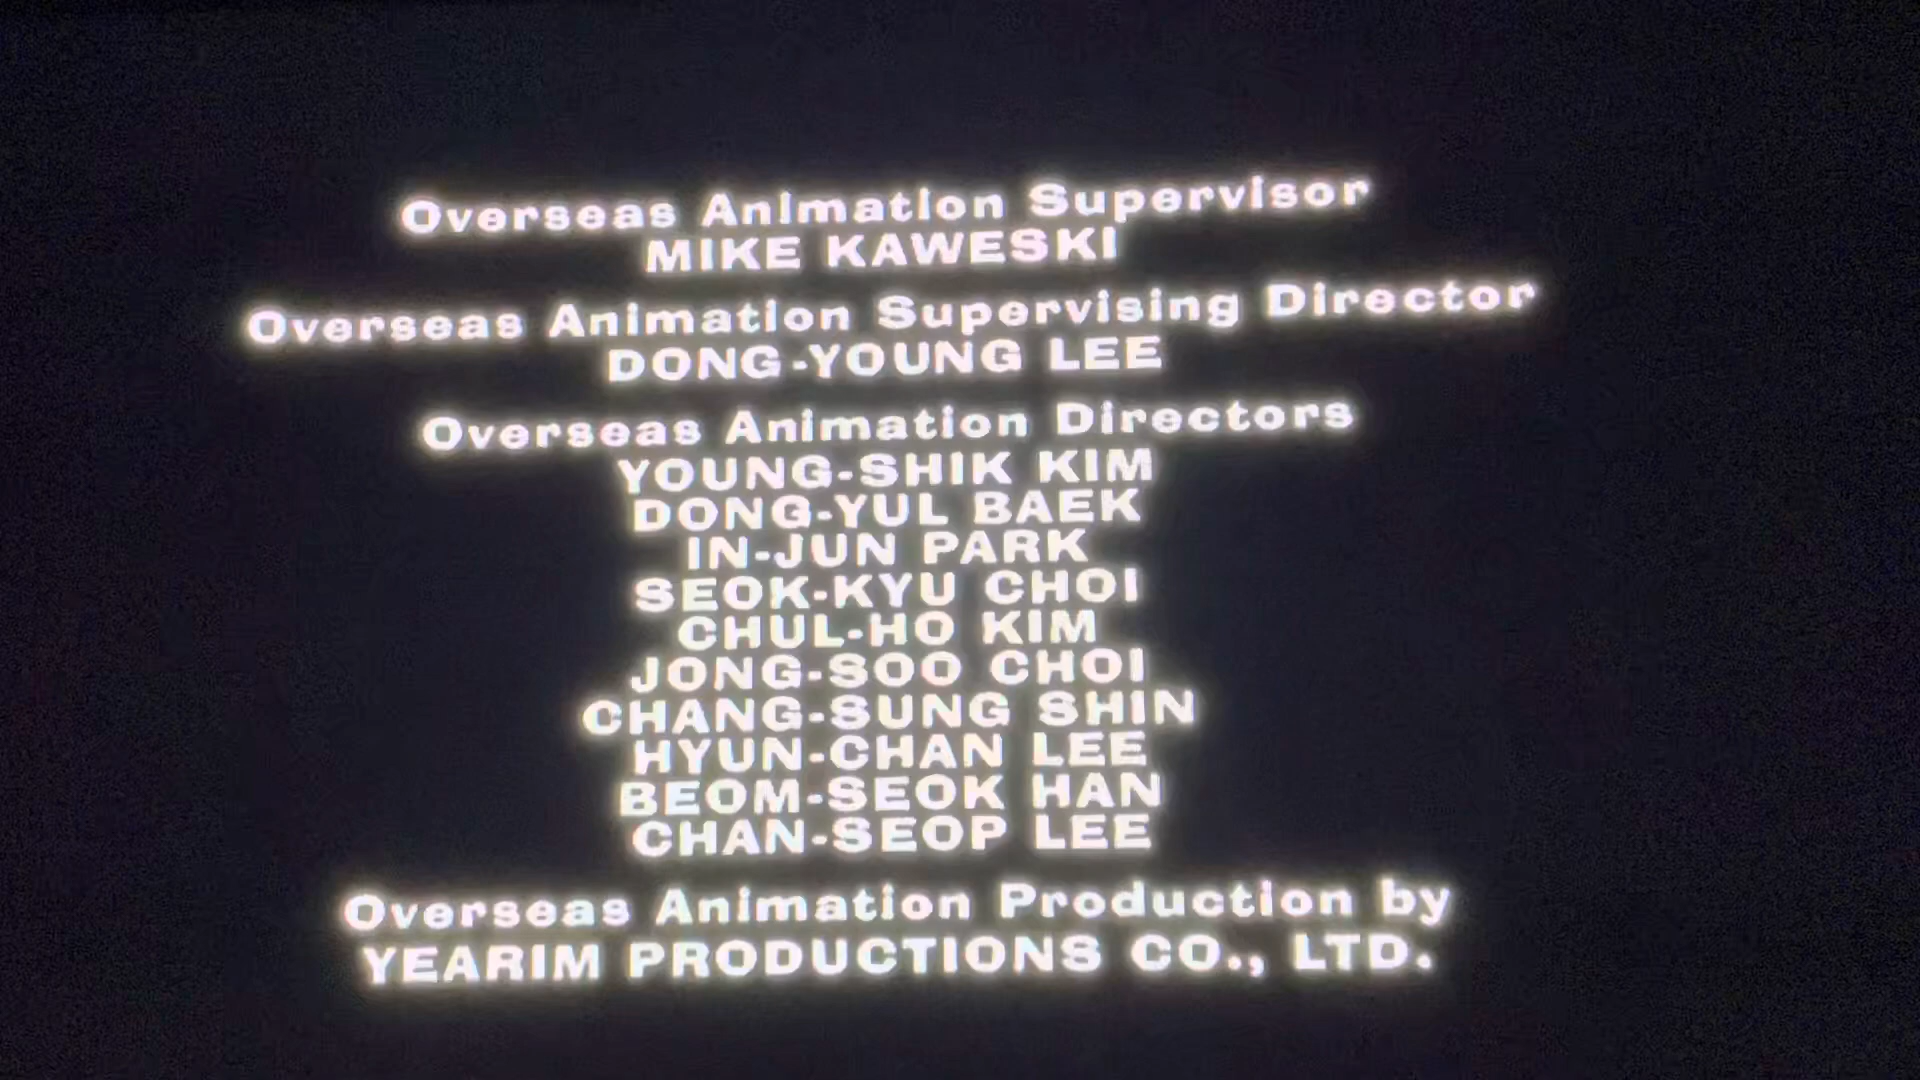 Overseas Animation Supervisor
MIKE KAWESKI
Overseas Animation Supervising Director
DONG-YOUNG LEE
Overseas Animation Directors
YOUNG-SHIK KIM
DONG-YUL BAEK
IN-JUN PARK
SEOK-KYU CHOI
CHUL-HO KIM
JONG-SOO CHOI
CHANG-SUNG SHIN
HYUN-CHAN LEE
BEOM-SEOK HAN
CHAN-SEOP LEE
Overseas Animation Production by
YEARIM PRODUCTIONS CO., LTD.